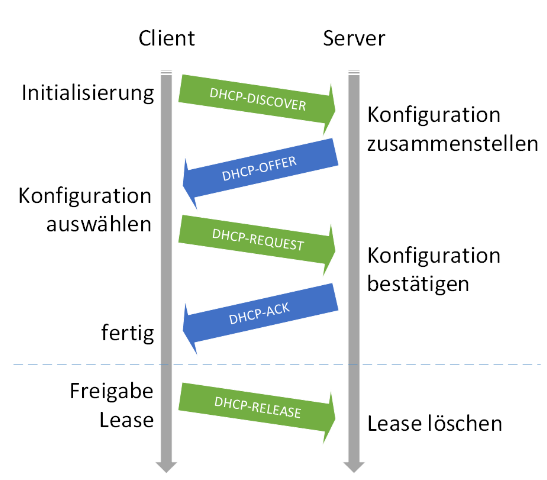 Client
Server
Initialisierung
DHCP-DISCOVER
Konfiguration
zusammenstellen
DHCP-OFFER
Konfiguration
auswählen
DHCP-REQUEST
Konfiguration
bestätigen
DHCP-ACK
fertig
Freigabe
Lease
DHCP-RELEASE
Lease löschen